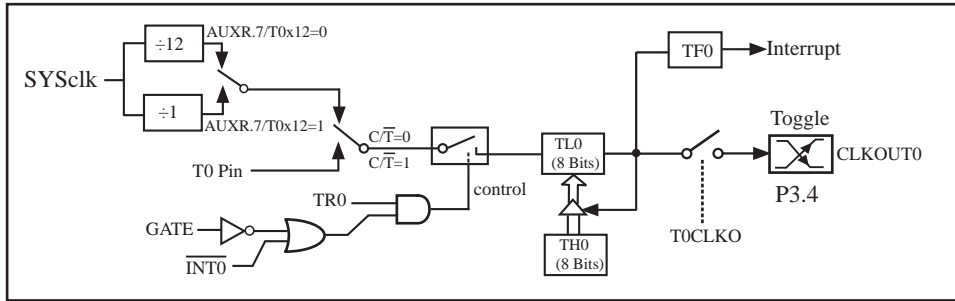 AUXR.7/T0x12=0
÷12
SYSclk
÷1
AUXR.7/T0x12=1
T0 Pin
C/T̅=0
C/T̅=1
TR0
GATE
I̅N̅T̅0̅
control
TL0
(8 Bits)
TH0
(8 Bits)
TF0
Interrupt
Toggle
CLKOUT0
P3.4
T0CLKO